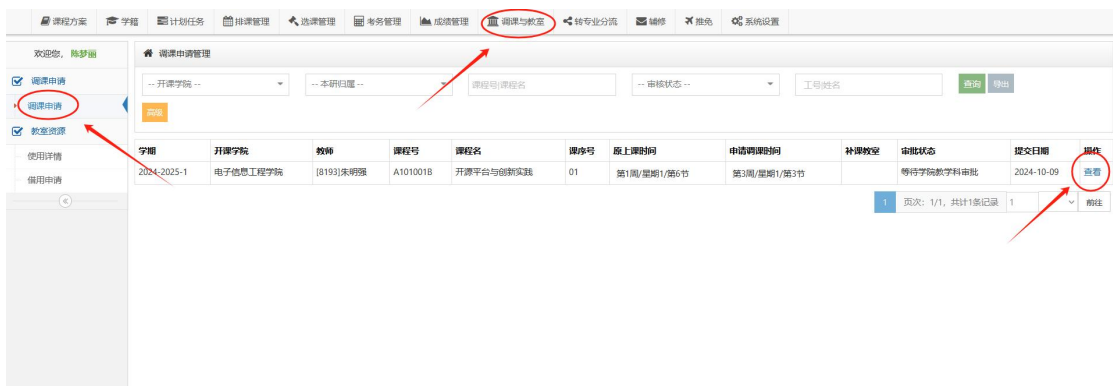 课程方案 学籍 计划任务 排课管理 选课管理 考务管理 成绩管理 调课与教室 转专业分流 辅修 推免 系统设置
欢迎您，陈梦丽
调课申请管理
调课申请
-- 开课学院 -- -- 本研归属 -- 课程号|课程名 -- 审核状态 -- 工号|姓名 查询 导出
调课申请
高级
教室资源
学期 开课学院 教师 课程号 课程名 课序号 原上课时间 申请调课时间 补课教室 审批状态 提交日期 操作
使用详情
2024-2025-1 电子信息工程学院 [8193]朱明强 A101001B 开源平台与创新实践 01 第1周/星期1/第6节 第3周/星期1/第3节 等待学院教学科审批 2024-10-09 查看
借用申请
1 页次：1/1，共计1条记录 1 前往